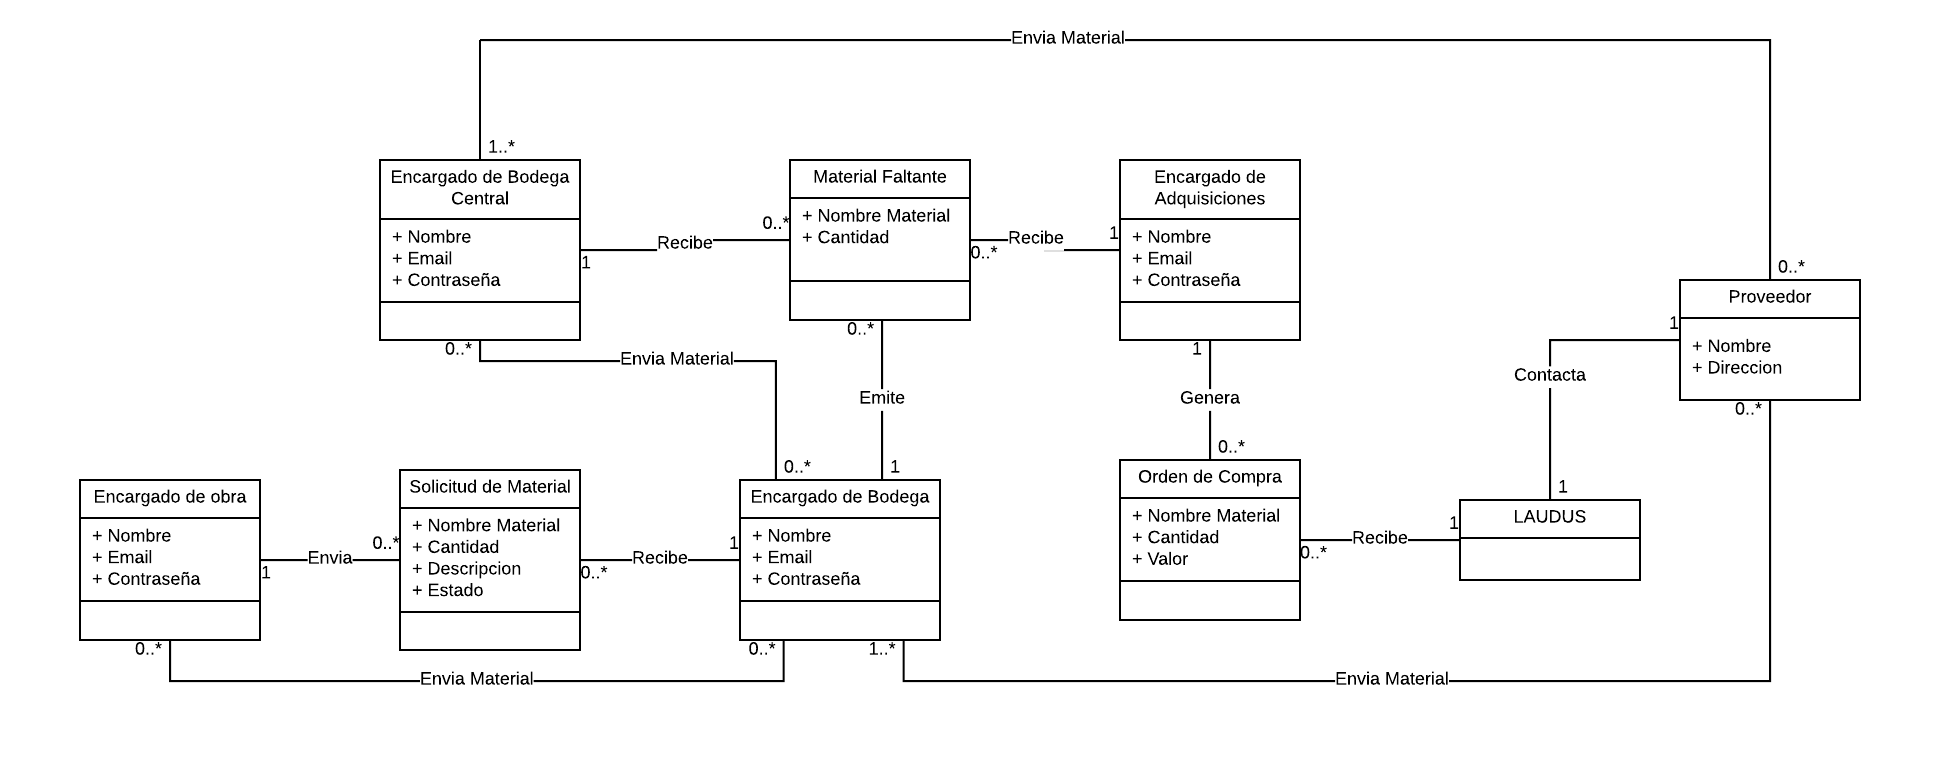 Envia Material
1..*
Encargado de Bodega
Central
+ Nombre
+ Email
+ Contraseña
1
Recibe
0..*
Material Faltante
+ Nombre Material
+ Cantidad
0..*
Recibe
1
Encargado de
Adquisiciones
+ Nombre
+ Email
+ Contraseña
0..*
Proveedor
1
+ Nombre
+ Direccion
0..*
0..*
Envia Material
0..*
Emite
1
Genera
1
0..*
Contacta
1
Encargado de obra
+ Nombre
+ Email
+ Contraseña
1
Envia
0..*
Solicitud de Material
+ Nombre Material
+ Cantidad
+ Descripcion
+ Estado
0..*
Recibe
1
0..*
Encargado de Bodega
+ Nombre
+ Email
+ Contraseña
Orden de Compra
+ Nombre Material
+ Cantidad
+ Valor
0..*
Recibe
1
LAUDUS
0..*
Envia Material
0..*
1..*
Envia Material